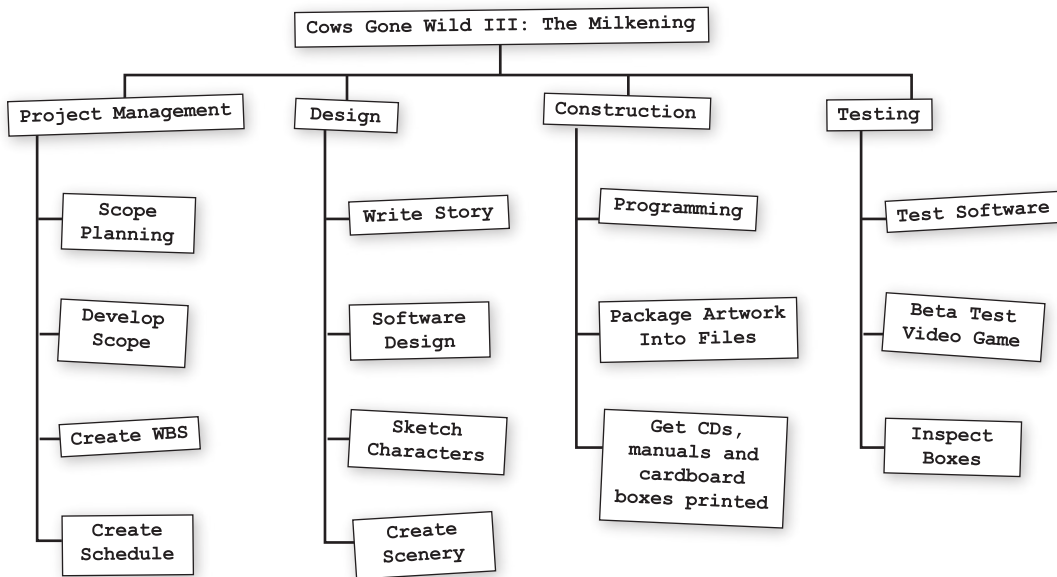 Cows Gone Wild III: The Milkening
Project Management
Design
Construction
Testing
Scope
Planning
Develop
Scope
Create WBS
Create
Schedule
Write Story
Software
Design
Sketch
Characters
Create
Scenery
Programming
Package Artwork
Into Files
Get CDs,
manuals and
cardboard
boxes printed
Test Software
Beta Test
Video Game
Inspect
Boxes